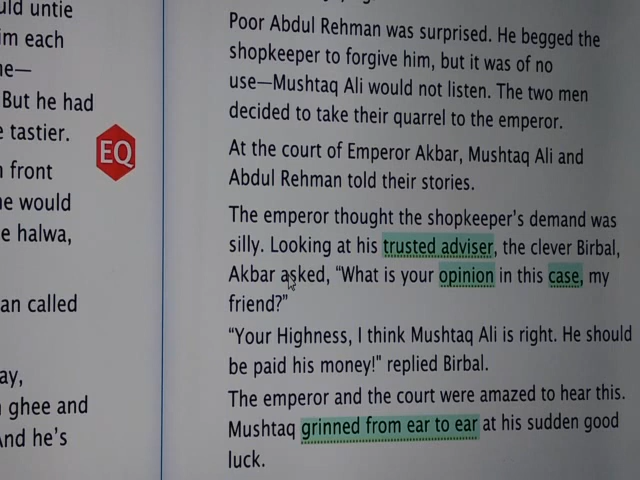 uld untie
im each
ne—
But he had
e tastier.
n front
ne would
e halwa,
an called
ay,
ghee and
And he's
EQ
Poor Abdul Rehman was surprised. He begged the
shopkeeper to forgive him, but it was of no
use—Mushtaq Ali would not listen. The two men
decided to take their quarrel to the emperor.
At the court of Emperor Akbar, Mushtaq Ali and
Abdul Rehman told their stories.
The emperor thought the shopkeeper's demand was
silly. Looking at his trusted adviser, the clever Birbal,
Akbar asked, “What is your opinion in this case, my
friend?”
“Your Highness, I think Mushtaq Ali is right. He should
be paid his money!" replied Birbal.
The emperor and the court were amazed to hear this.
Mushtaq grinned from ear to ear at his sudden good
luck.